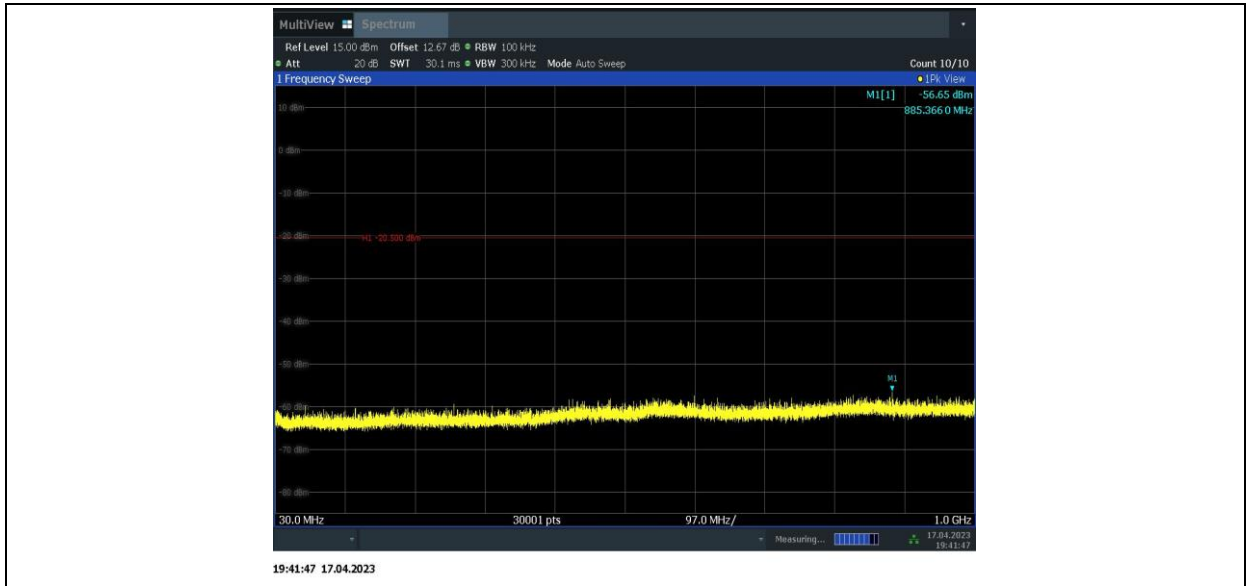 MultiView Spectrum
Ref Level 15.00 dBm Offset 12.67 dB RBW 100 kHz
Att 20 dB SWT 30.1 ms VBW 300 kHz Mode Auto Sweep Count 10/10
1 Frequency Sweep 1Pk View
M1[1] -56.65 dBm
885.3660 MHz
10 dBm
0 dBm
-10 dBm
-20 dBm
H1 -20.500 dBm
-30 dBm
-40 dBm
-50 dBm
M1
-60 dBm
-70 dBm
-80 dBm
30.0 MHz 30001 pts 97.0 MHz/ 1.0 GHz
Measuring... 17.04.2023
19:41:47
19:41:47 17.04.2023